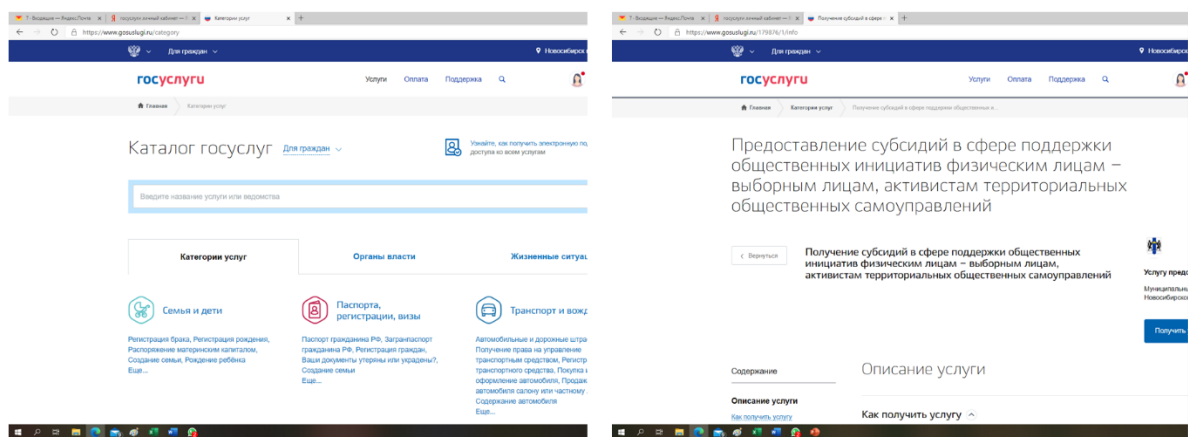 1 · Входящие — Яндекс.Почта
госуслуги личный кабинет —
Категории услуг
https://www.gosuslugi.ru/category
Для граждан
Новосибирск
госуслуги
Услуги Оплата Поддержка
Главная Категории услуг
Каталог госуслуг Для граждан
Узнайте, как получить электронную по
доступа ко всем услугам
Введите название услуги или ведомства
Категории услуг Органы власти Жизненные ситуац
Семья и дети
Регистрация брака, Регистрация рождения,
Распоряжение материнским капиталом,
Создание семьи, Рождение ребёнка
Еще...
Паспорта,
регистрации, визы
Паспорт гражданина РФ, Загранпаспорт
гражданина РФ, Регистрация граждан,
Ваши документы утеряны или украдены?,
Создание семьи
Еще...
Транспорт и вожд
Автомобильные и дорожные штра
Получение права на управление
транспортным средством, Регистр
транспортного средства, Покупка и
оформление автомобиля, Продаж
автомобиля салону или частному
Содержание автомобиля
Еще...
1 · Входящие — Яндекс.Почта
госуслуги личный кабинет —
Получение субсидий в сфере
https://www.gosuslugi.ru/179876/1/info
Для граждан
Новосибирск
госуслуги
Услуги Оплата Поддержка
Главная Категории услуг Получение субсидий в сфере поддержки общественных и...
Предоставление субсидий в сфере поддержки
общественных инициатив физическим лицам –
выборным лицам, активистам территориальных
общественных самоуправлений
Вернуться
Получение субсидий в сфере поддержки общественных
инициатив физическим лицам – выборным лицам,
активистам территориальных общественных самоуправлений
Услугу предо
Муниципальны
Новосибирско
Получить
Содержание
Описание услуги
Как получить услугу
Описание услуги
Как получить услугу